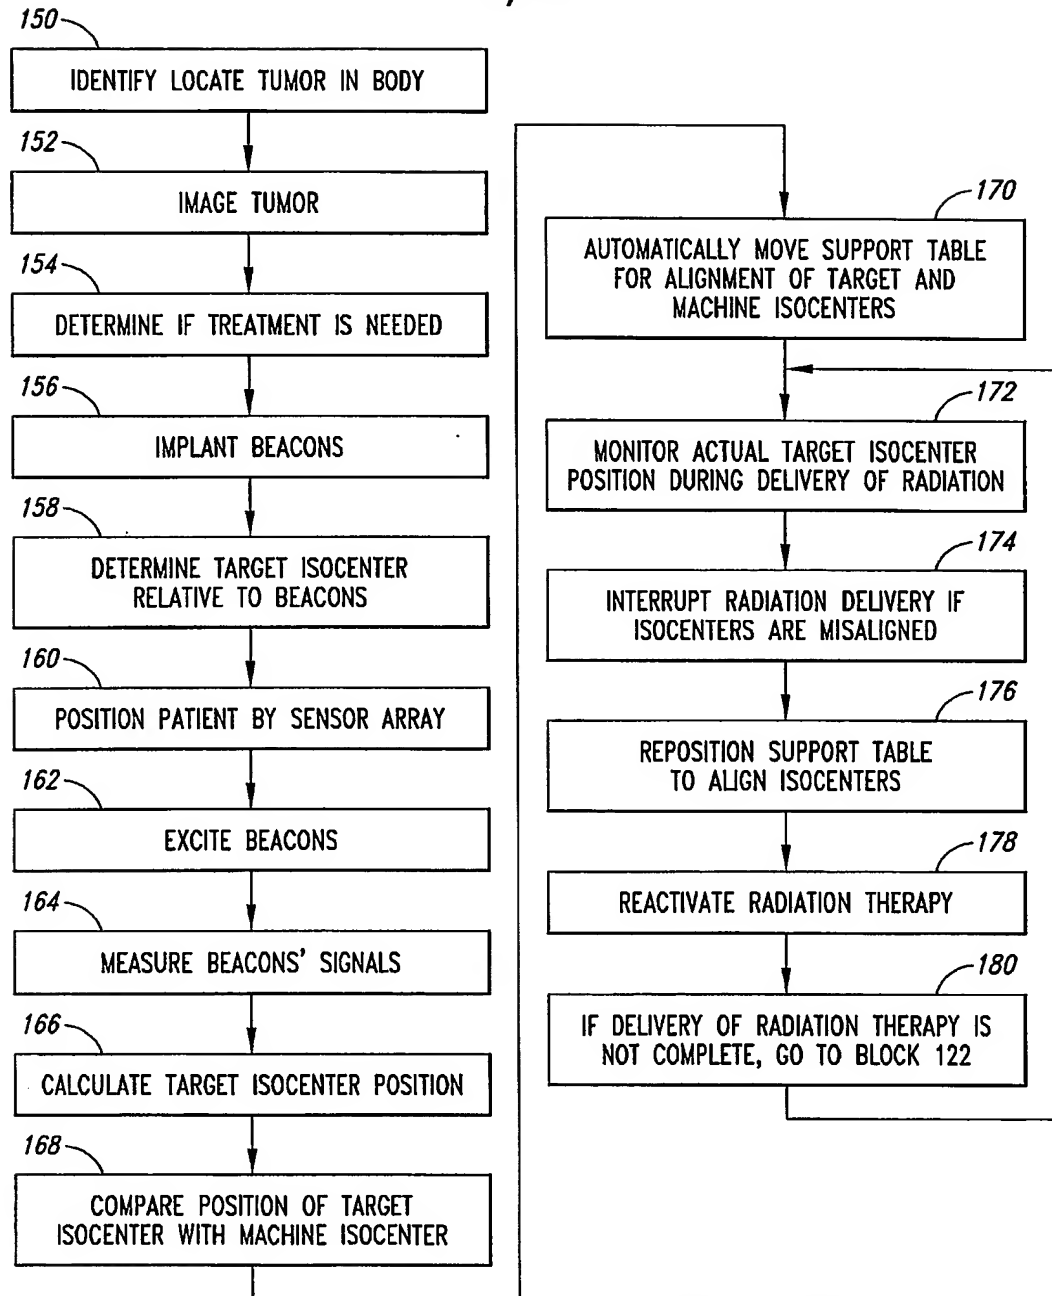 150
IDENTIFY LOCATE TUMOR IN BODY
152
IMAGE TUMOR
154
DETERMINE IF TREATMENT IS NEEDED
156
IMPLANT BEACONS
158
DETERMINE TARGET ISOCENTER
RELATIVE TO BEACONS
160
POSITION PATIENT BY SENSOR ARRAY
162
EXCITE BEACONS
164
MEASURE BEACONS' SIGNALS
166
CALCULATE TARGET ISOCENTER POSITION
168
COMPARE POSITION OF TARGET
ISOCENTER WITH MACHINE ISOCENTER
170
AUTOMATICALLY MOVE SUPPORT TABLE
FOR ALIGNMENT OF TARGET AND
MACHINE ISOCENTERS
172
MONITOR ACTUAL TARGET ISOCENTER
POSITION DURING DELIVERY OF RADIATION
174
INTERRUPT RADIATION DELIVERY IF
ISOCENTERS ARE MISALIGNED
176
REPOSITION SUPPORT TABLE
TO ALIGN ISOCENTERS
178
REACTIVATE RADIATION THERAPY
180
IF DELIVERY OF RADIATION THERAPY IS
NOT COMPLETE, GO TO BLOCK 122